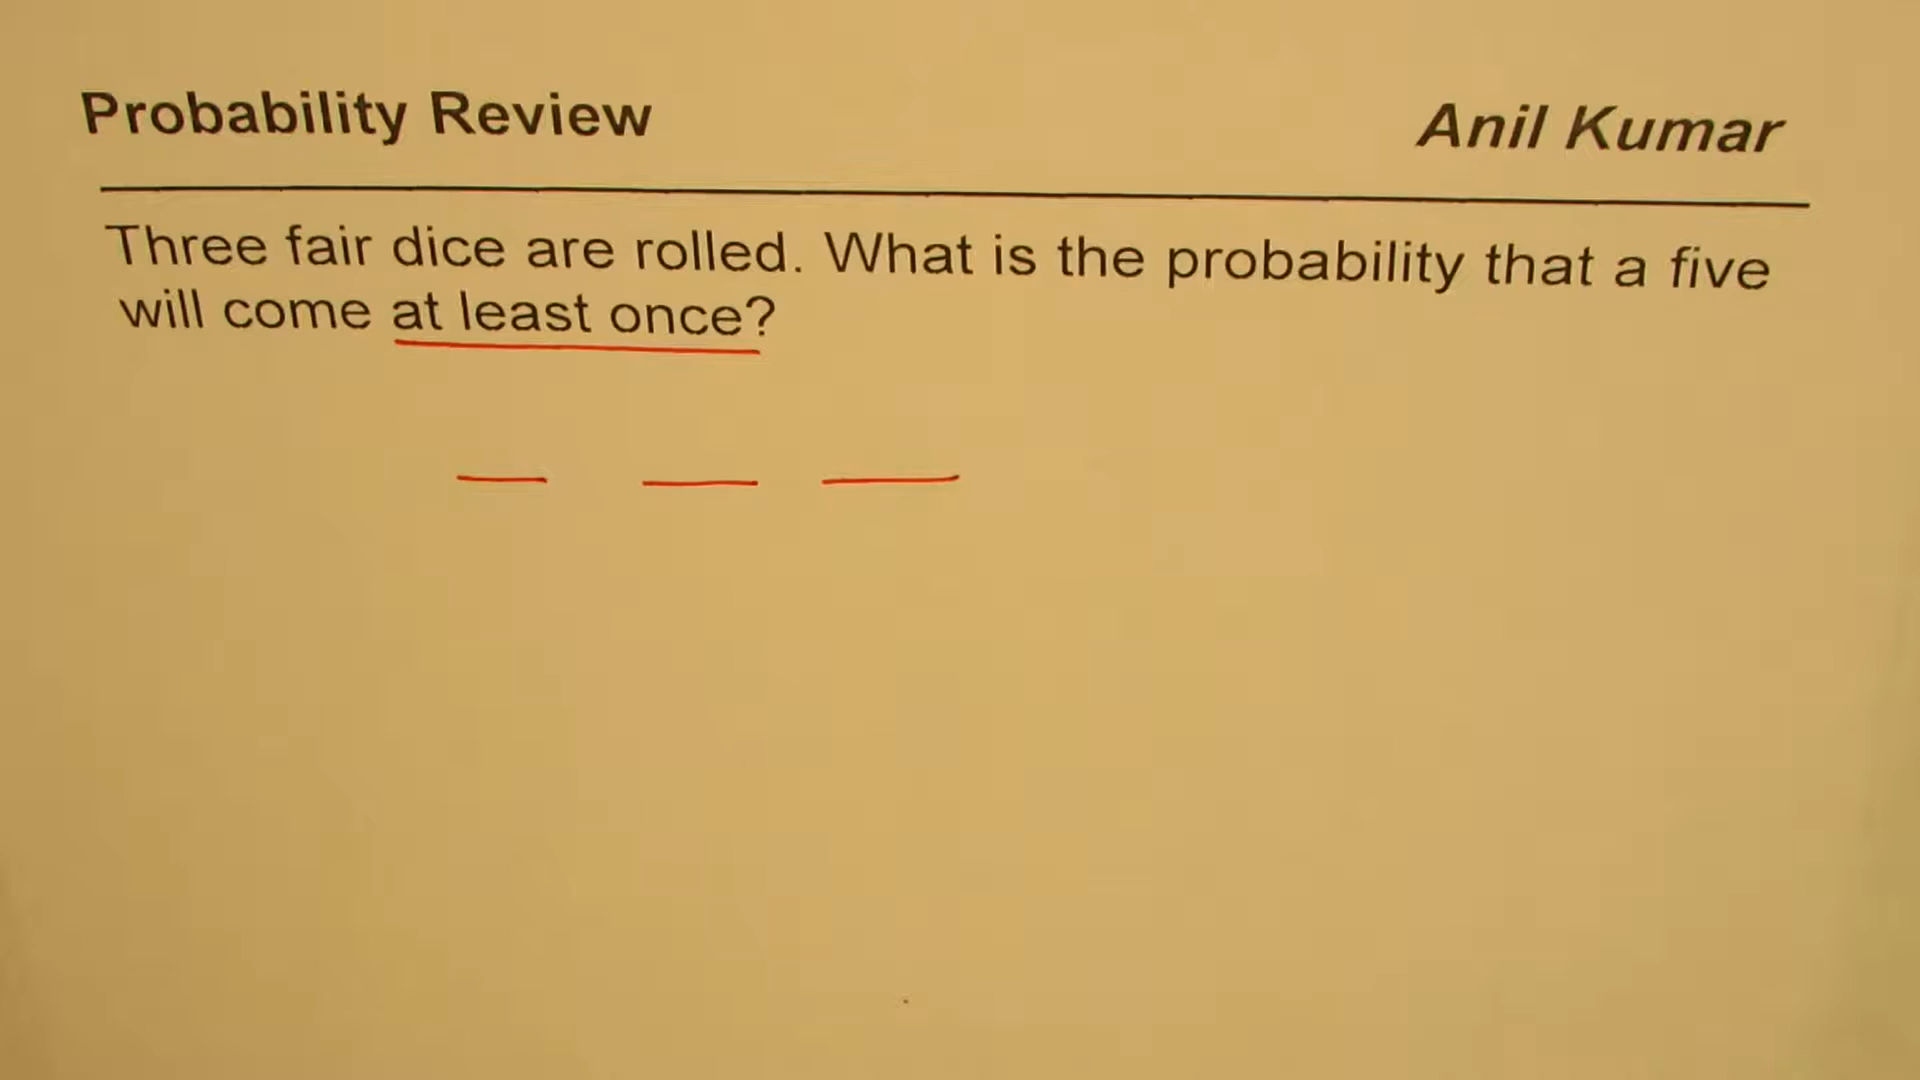 Probability Review
Anil Kumar
Three fair dice are rolled. What is the probability that a five
will come at least once?